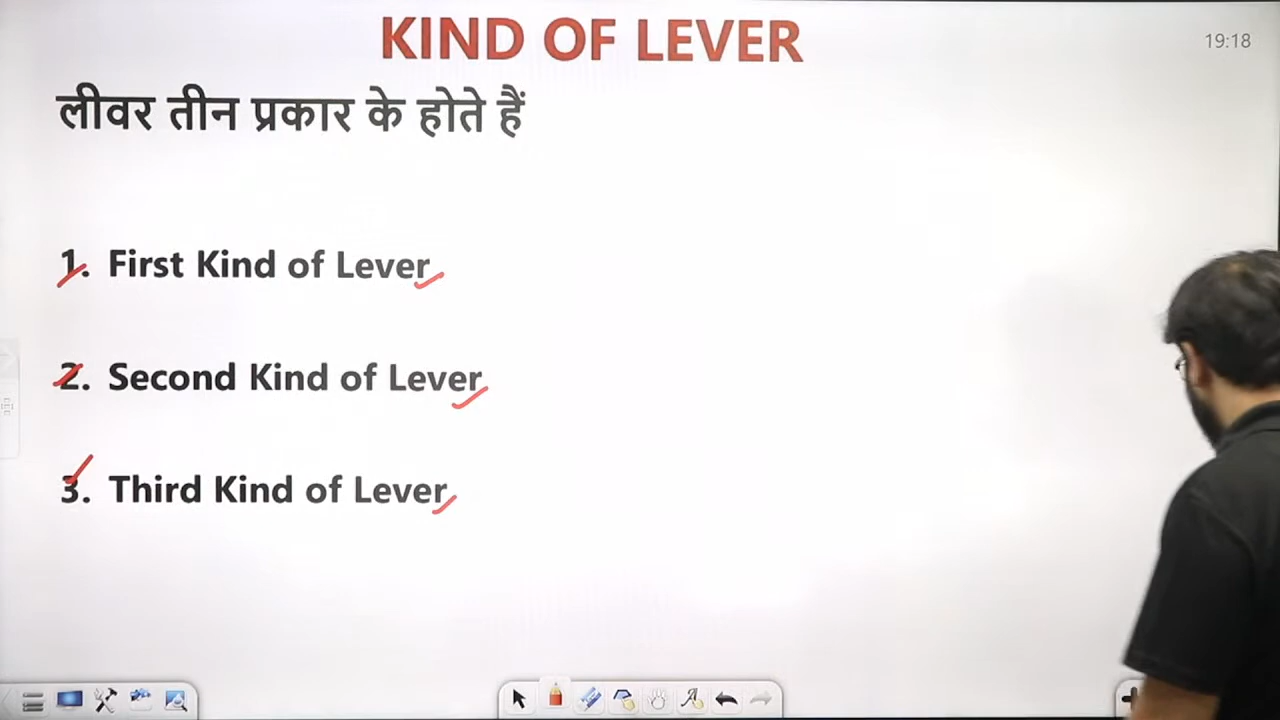 KIND OF LEVER
19:18
लीवर तीन प्रकार के होते हैं
1. First Kind of Lever
2. Second Kind of Lever
3. Third Kind of Lever